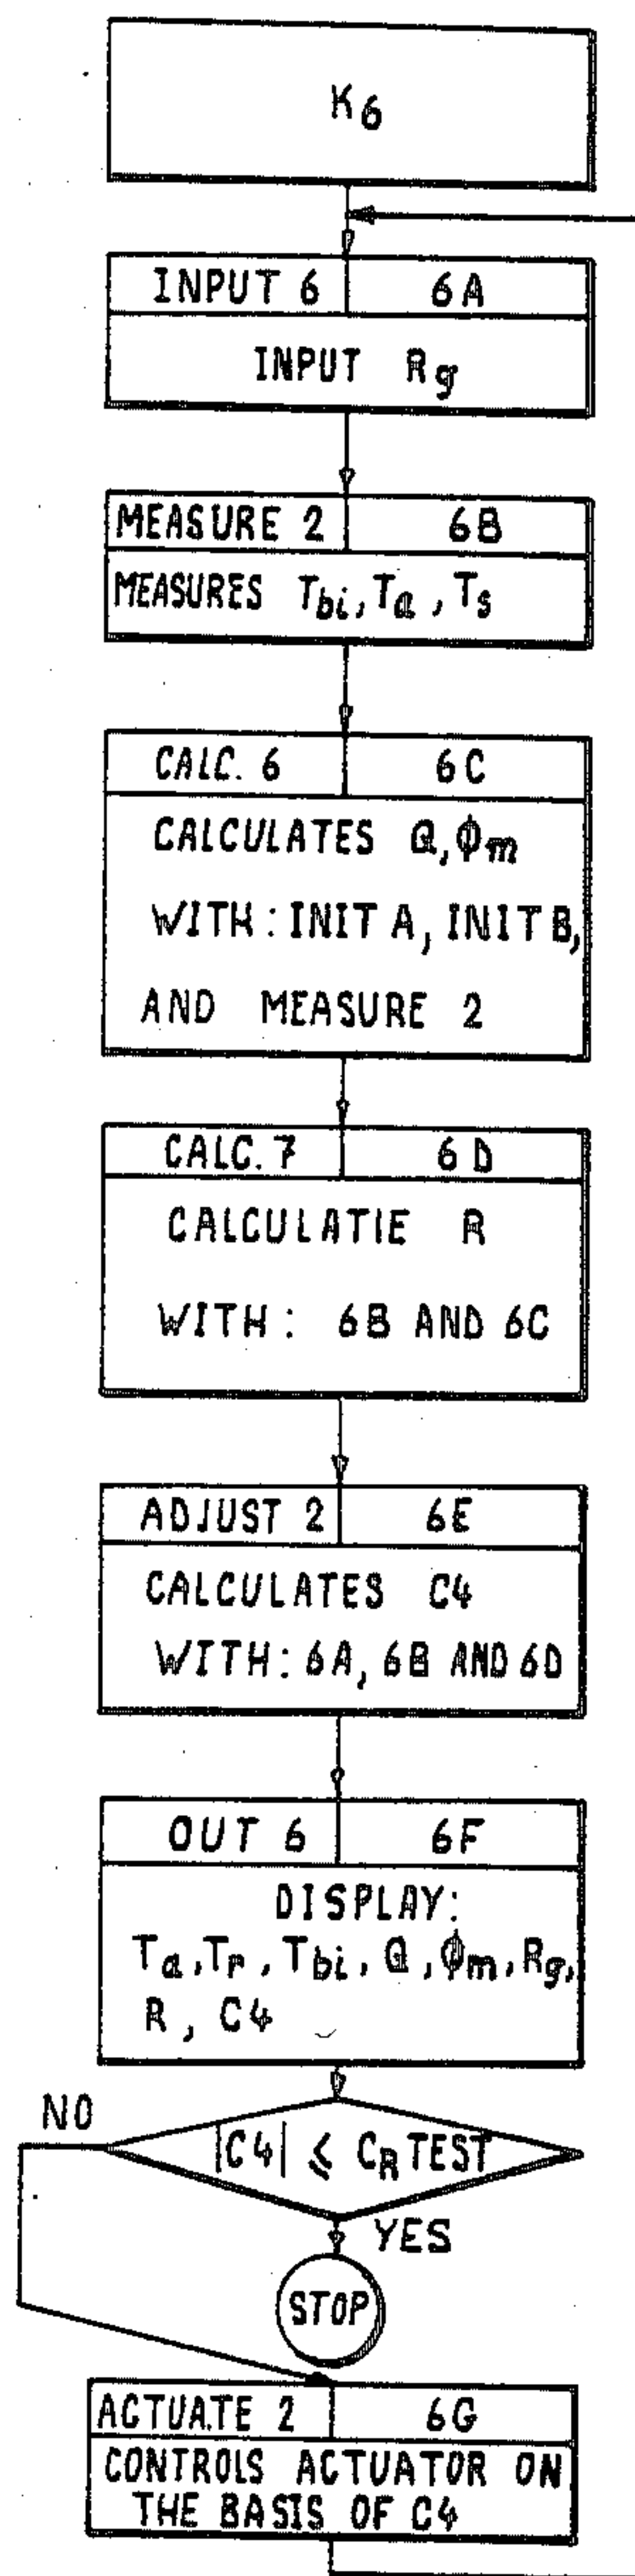 K6
INPUT 6 6A
INPUT Rg
MEASURE 2 6B
MEASURES Tbi, Ta, Ts
CALC. 6 6C
CALCULATES Q, ϕm
WITH: INIT A, INIT B,
AND MEASURE 2
CALC. 7 6D
CALCULATIE R
WITH: 6B AND 6C
ADJUST 2 6E
CALCULATES C4
WITH: 6A, 6B AND 6D
OUT 6 6F
DISPLAY:
Ta, Tr, Tbi, Q, ϕm, Rg,
R, C4
NO
|C4| ≤ CR TEST
YES
STOP
ACTUATE 2 6G
CONTROLS ACTUATOR ON
THE BASIS OF C4